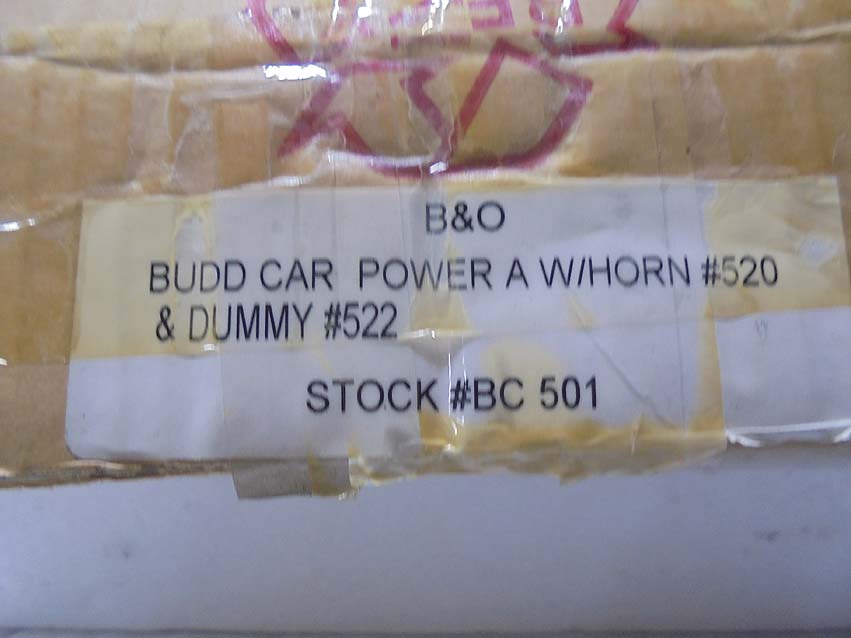 B&O
BUDD CAR POWER A W/HORN #520
& DUMMY #522
STOCK #BC 501